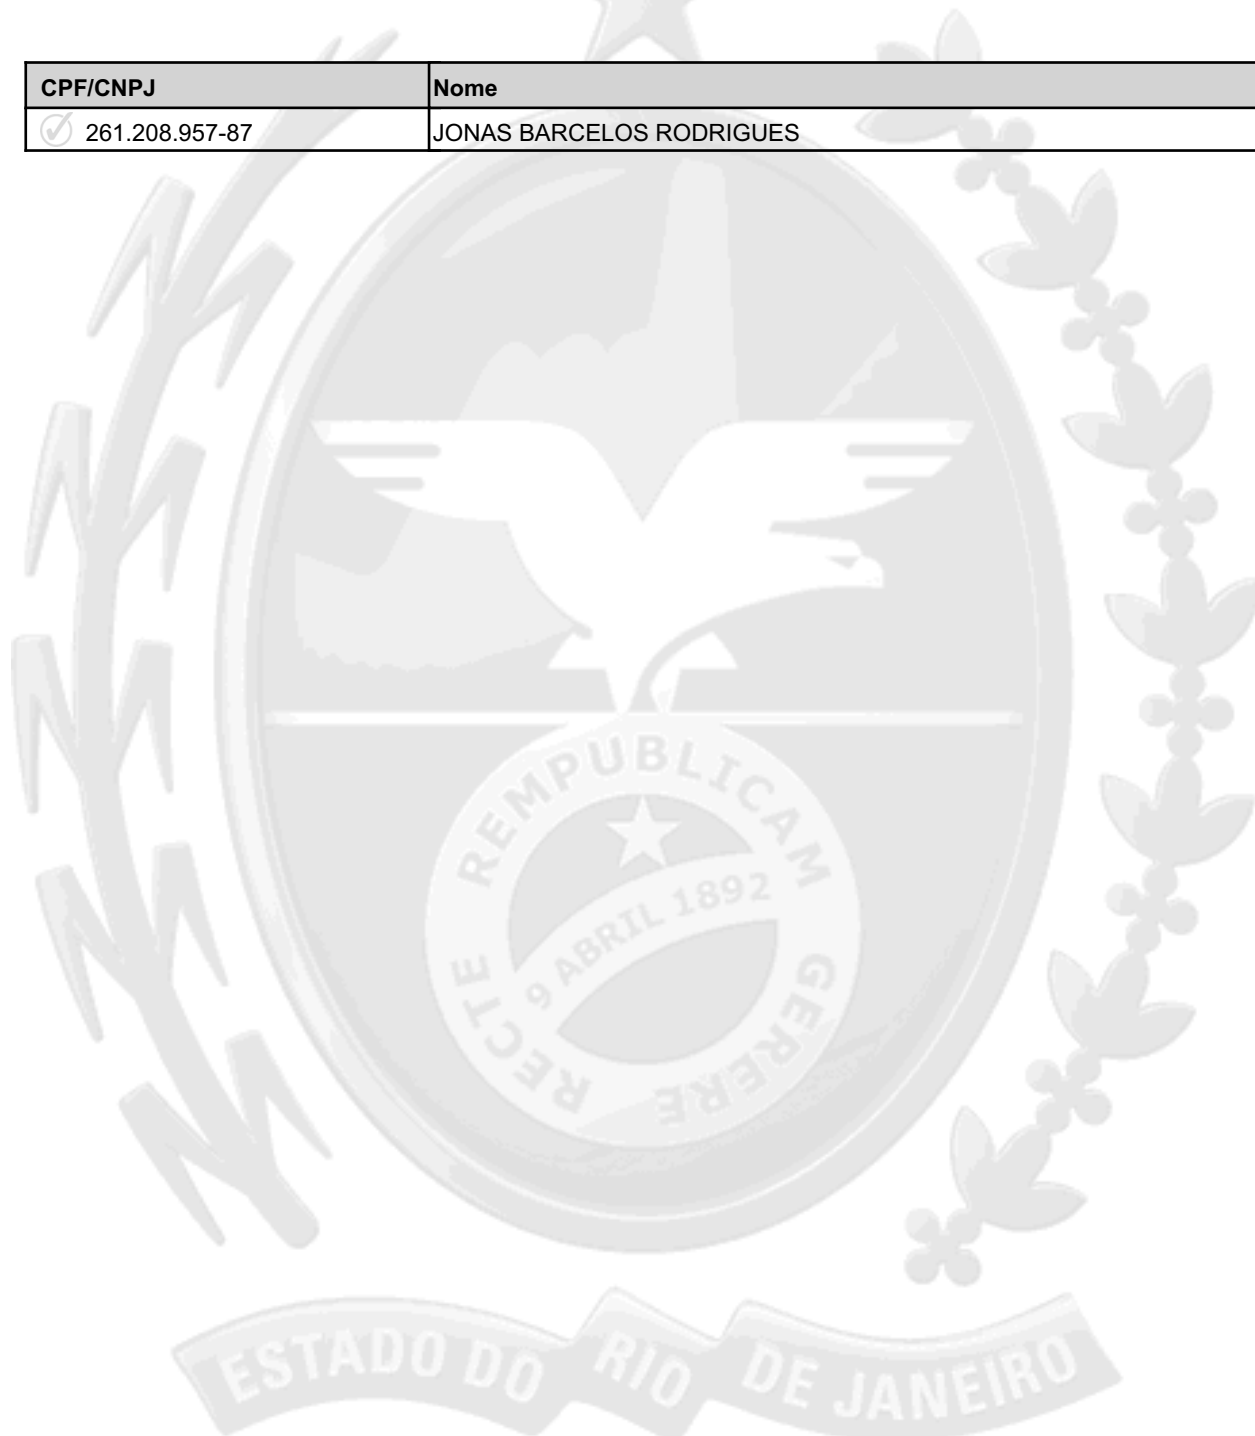 CPF/CNPJ Nome
261.208.957-87 JONAS BARCELOS RODRIGUES
REMPUBLICAM
9 ABRIL 1892
RECTE GERERE
ESTADO DO RIO DE JANEIRO